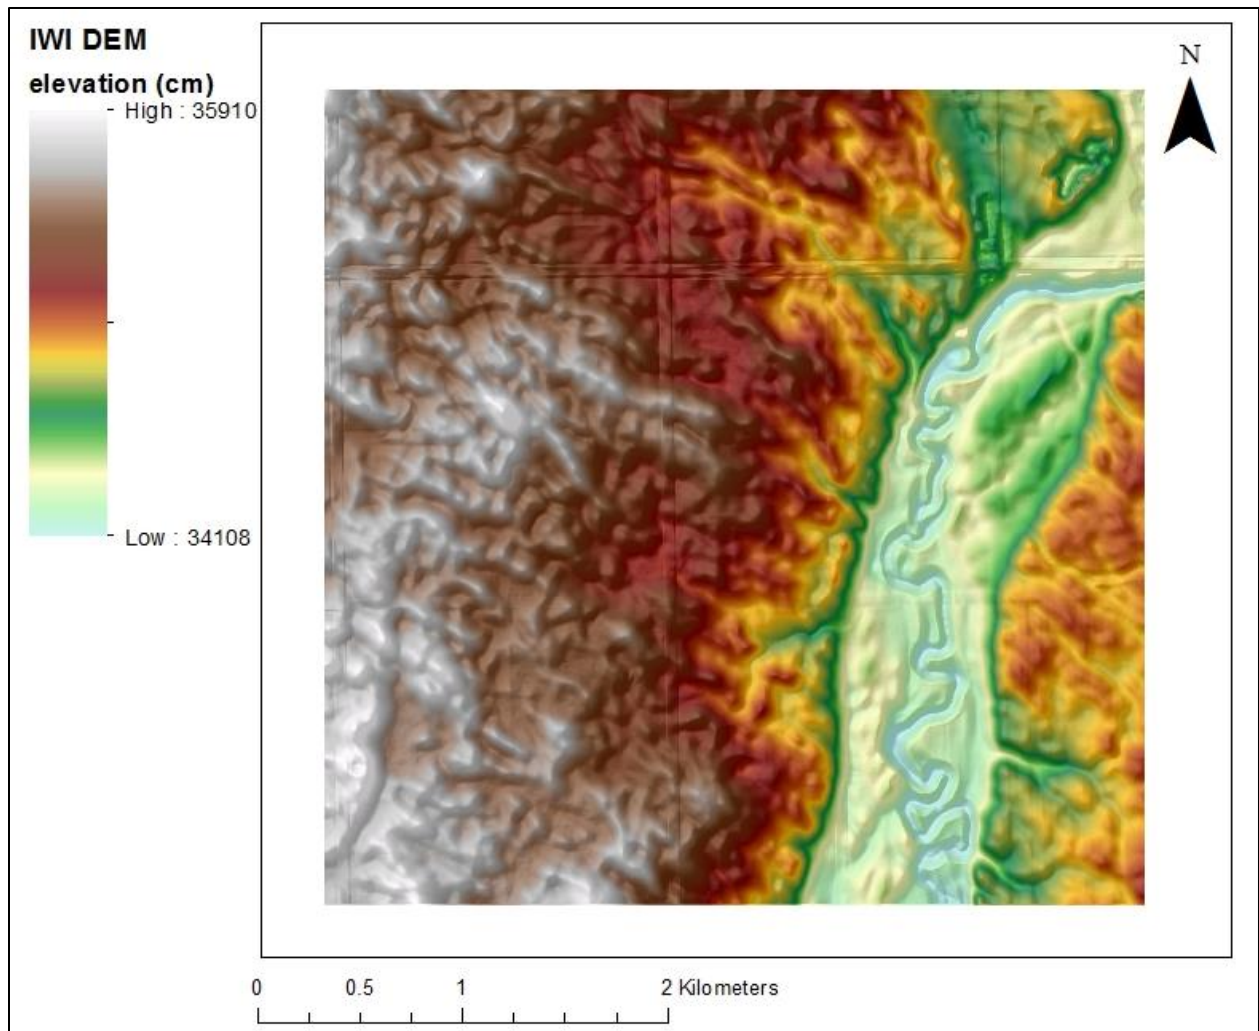 IWI DEM
elevation (cm)
High : 35910
Low : 34108
N
0 0.5 1 2 Kilometers